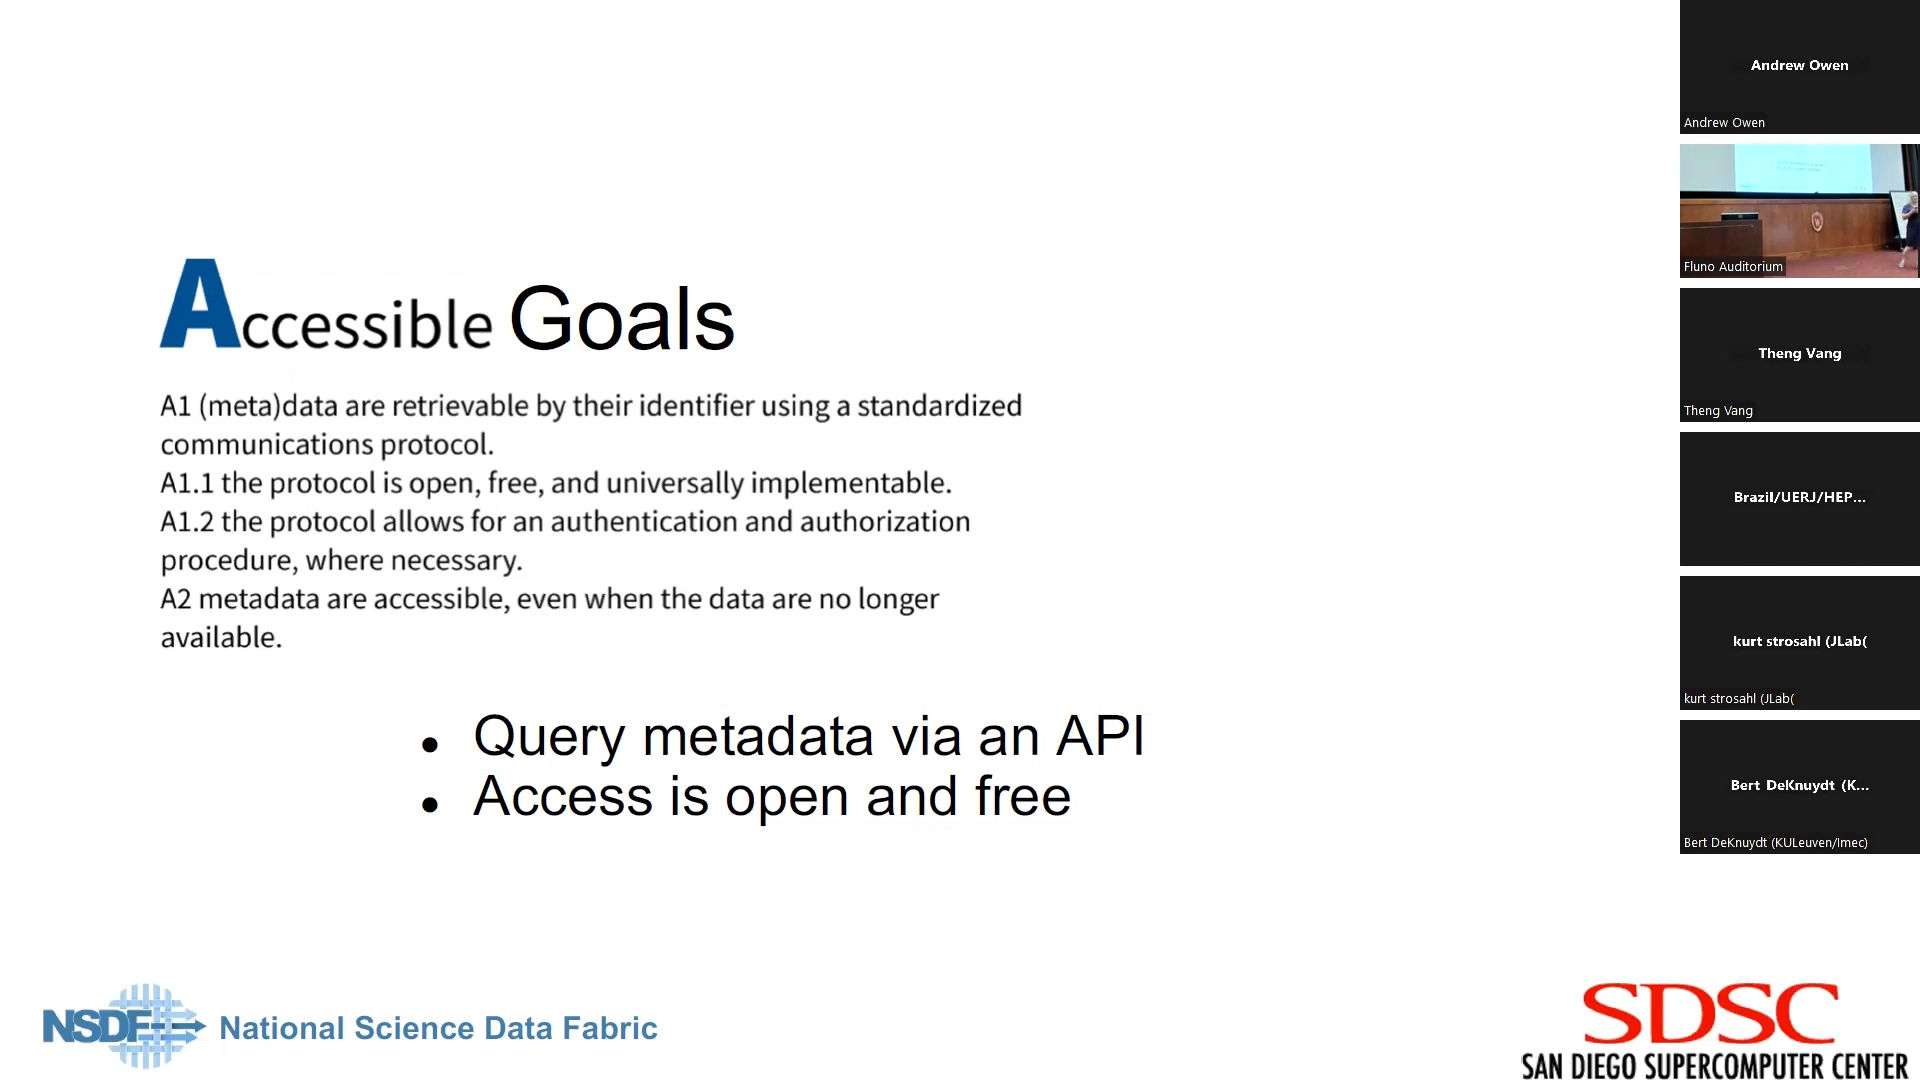 Accessible Goals
A1 (meta)data are retrievable by their identifier using a standardized
communications protocol.
A1.1 the protocol is open, free, and universally implementable.
A1.2 the protocol allows for an authentication and authorization
procedure, where necessary.
A2 metadata are accessible, even when the data are no longer
available.
• Query metadata via an API
• Access is open and free
NSDF National Science Data Fabric
SDSC
SAN DIEGO SUPERCOMPUTER CENTER
Andrew Owen
Andrew Owen
Fluno Auditorium
Theng Vang
Theng Vang
Brazil/UERJ/HEP...
kurt strosahl (JLab(
kurt strosahl (JLab(
Bert DeKnuydt (K...
Bert DeKnuydt (KULeuven/Imec)